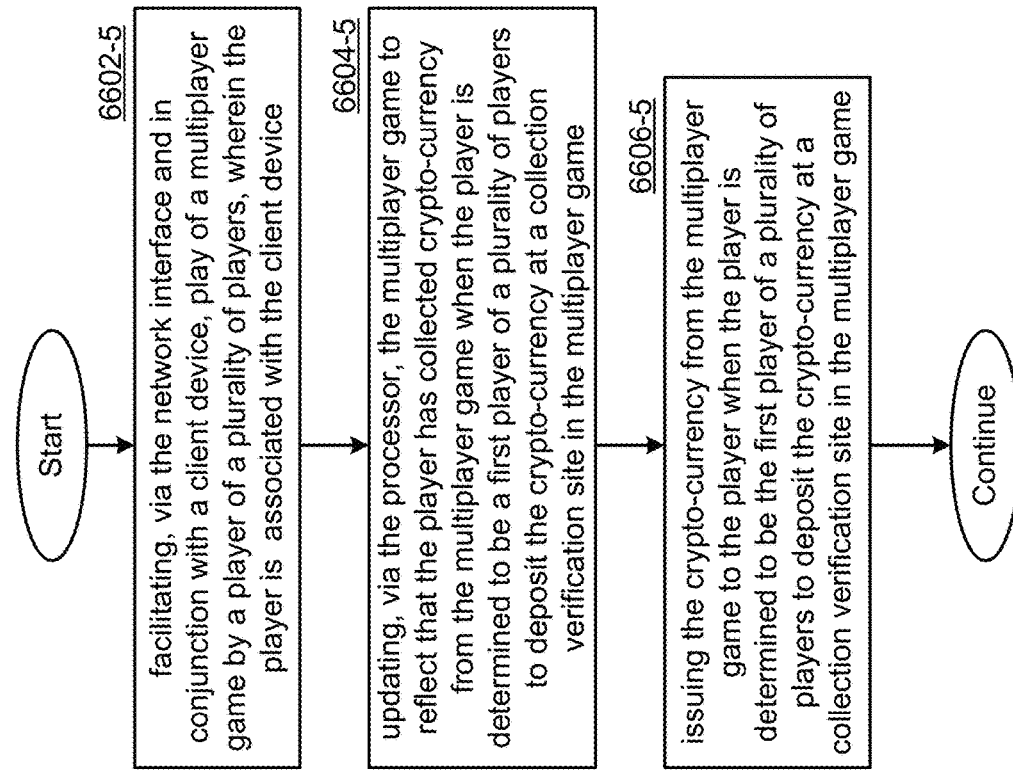 Start
6602-5
facilitating, via the network interface and in
conjunction with a client device, play of a multiplayer
game by a player of a plurality of players, wherein the
player is associated with the client device
6604-5
updating, via the processor, the multiplayer game to
reflect that the player has collected crypto-currency
from the multiplayer game when the player is
determined to be a first player of a plurality of players
to deposit the crypto-currency at a collection
verification site in the multiplayer game
6606-5
issuing the crypto-currency from the multiplayer
game to the player when the player is
determined to be the first player of a plurality of
players to deposit the crypto-currency at a
collection verification site in the multiplayer game
Continue